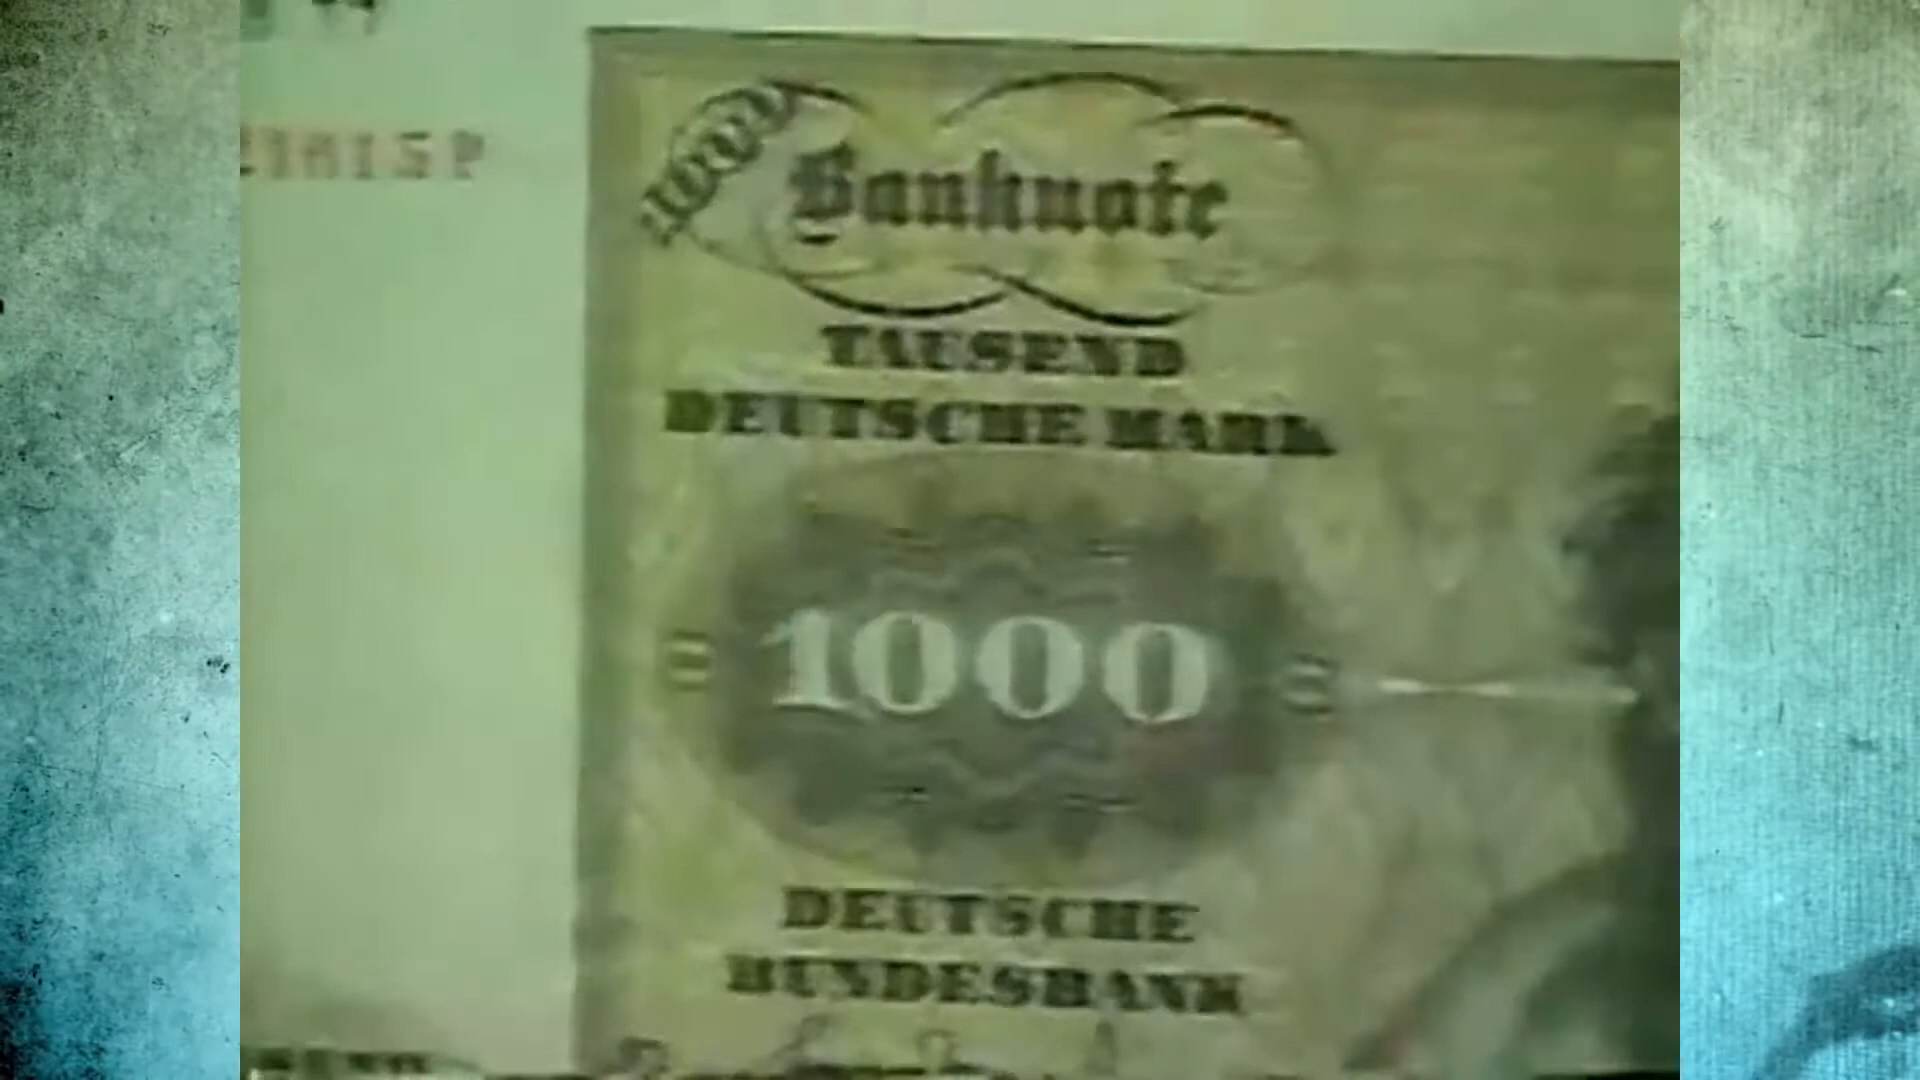 1000
Banknote
TAUSEND
DEUTSCHE MARK
1000
DEUTSCHE
BUNDESBANK